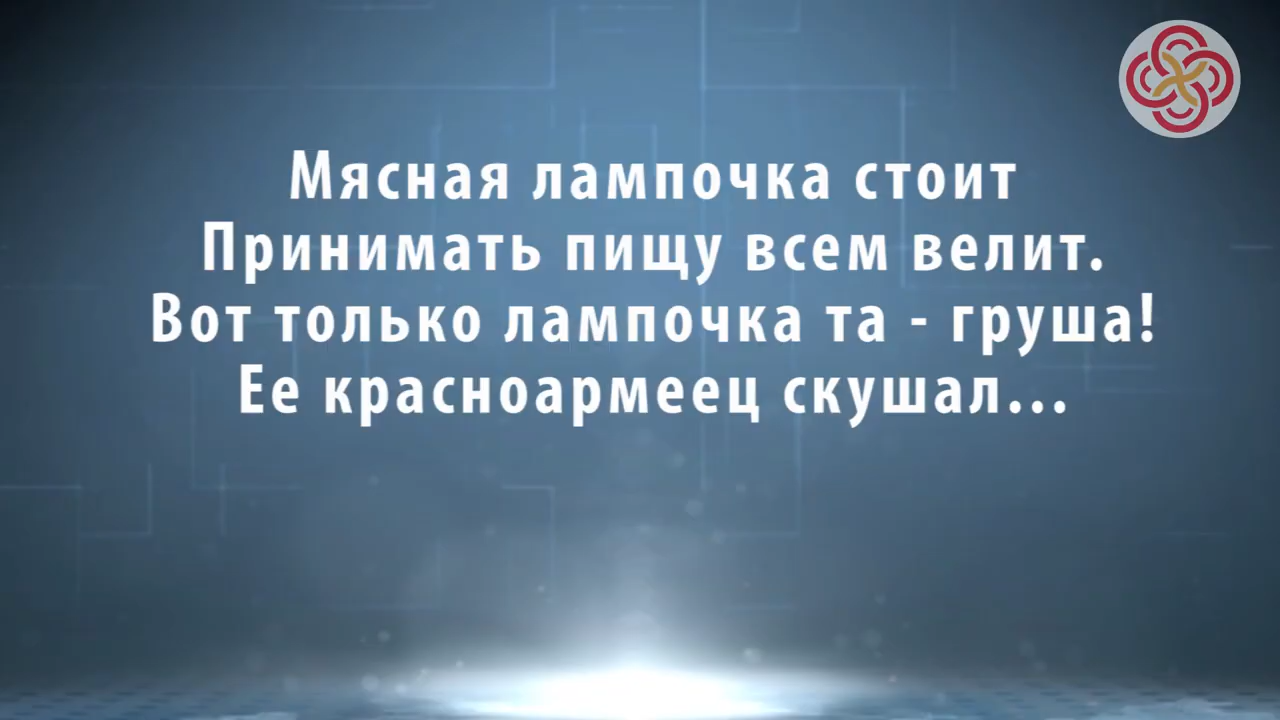 Мясная лампочка стоит
Принимать пищу всем велит.
Вот только лампочка та - груша!
Ее красноармеец скушал...